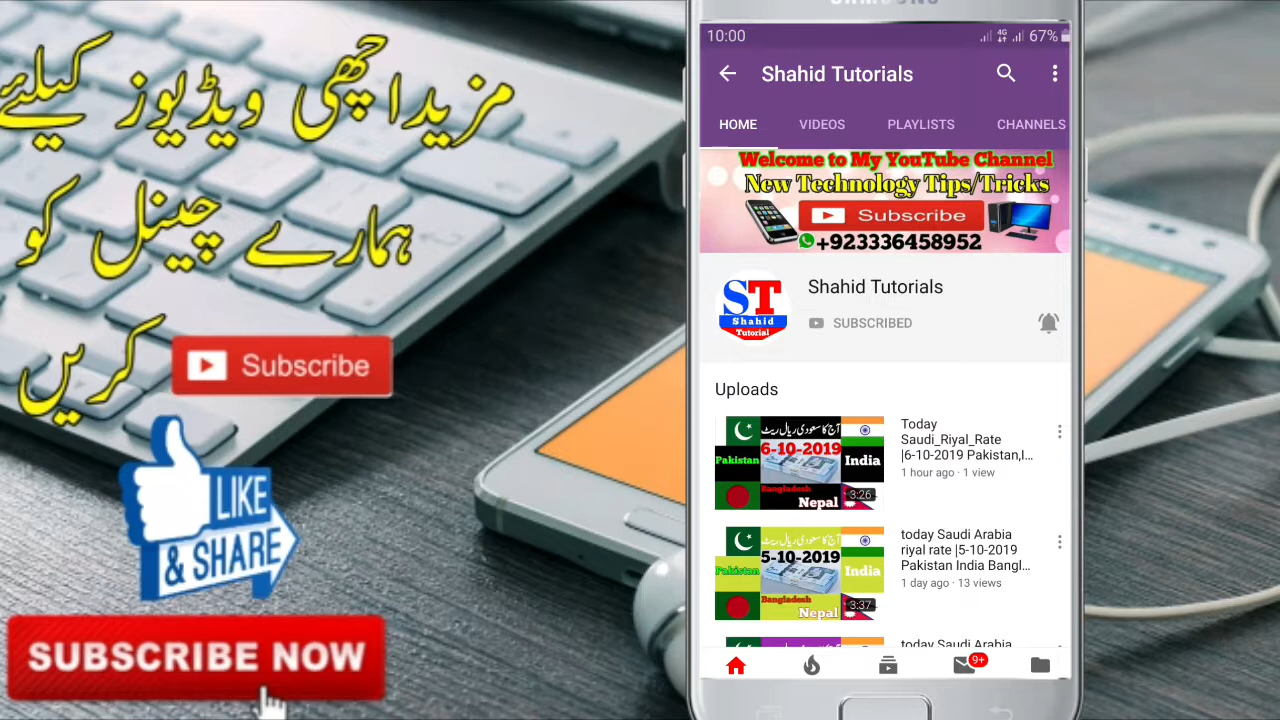 مزیداچھی ویڈیوز کیلئے
ہمارے چینل کو
کریں Subscribe
LIKE
& SHARE
SUBSCRIBE NOW
10:00 4G 67%
Shahid Tutorials
HOME VIDEOS PLAYLISTS CHANNELS
Welcome to My YouTube Channel
New Technology Tips/Tricks
Subscribe
+923336458952
ST
Shahid
Tutorial
Shahid Tutorials
SUBSCRIBED
Uploads
آج کا سعودی ریال ریٹ
6-10-2019
Pakistan India
Bangladesh
Nepal
3:26
Today
Saudi_Riyal_Rate
|6-10-2019 Pakistan,I...
1 hour ago · 1 view
آج کا سعودی ریال ریٹ
5-10-2019
Pakistan India
Bangladesh
Nepal
3:37
today Saudi Arabia
riyal rate |5-10-2019
Pakistan India Bangl...
1 day ago · 13 views
today Saudi Arabia
9+